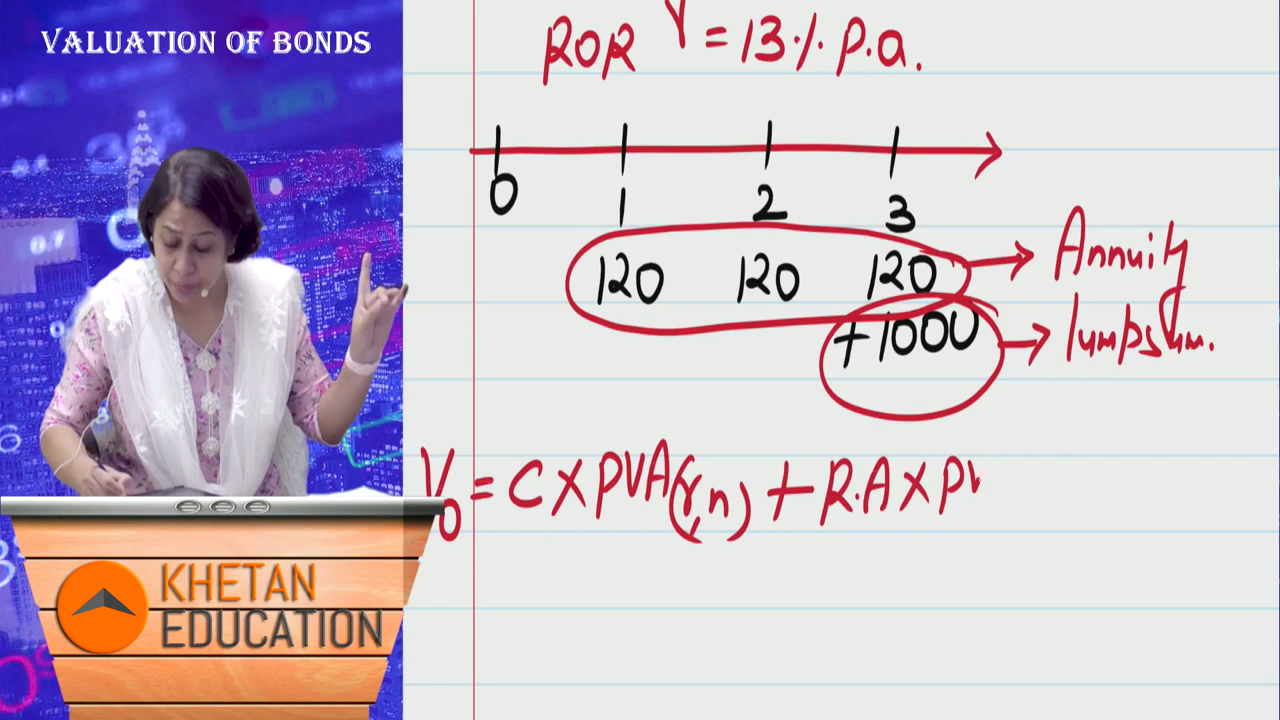 VALUATION OF BONDS
ROR r = 13 % p.a.
0 1 2 3
120 120 120 → Annuity
+1000 → lumpsum.
V0 = C X PVA(r,n) + R.A X PV
KHETAN
EDUCATION